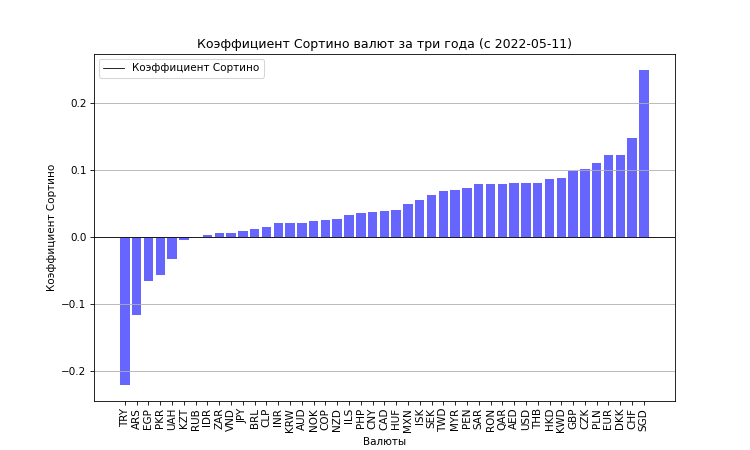 Коэффициент Сортино валют за три года (с 2022-05-11)
Коэффициент Сортино
Коэффициент Сортино
0.2
0.1
0.0
−0.1
−0.2
TRY
ARS
EGP
PKR
UAH
KZT
RUB
IDR
ZAR
VND
JPY
BRL
CLP
INR
KRW
AUD
NOK
COP
NZD
ILS
PHP
CNY
CAD
HUF
MXN
ISK
SEK
TWD
MYR
PEN
SAR
RON
QAR
AED
USD
THB
HKD
KWD
GBP
CZK
PLN
EUR
DKK
CHF
SGD
Валюты